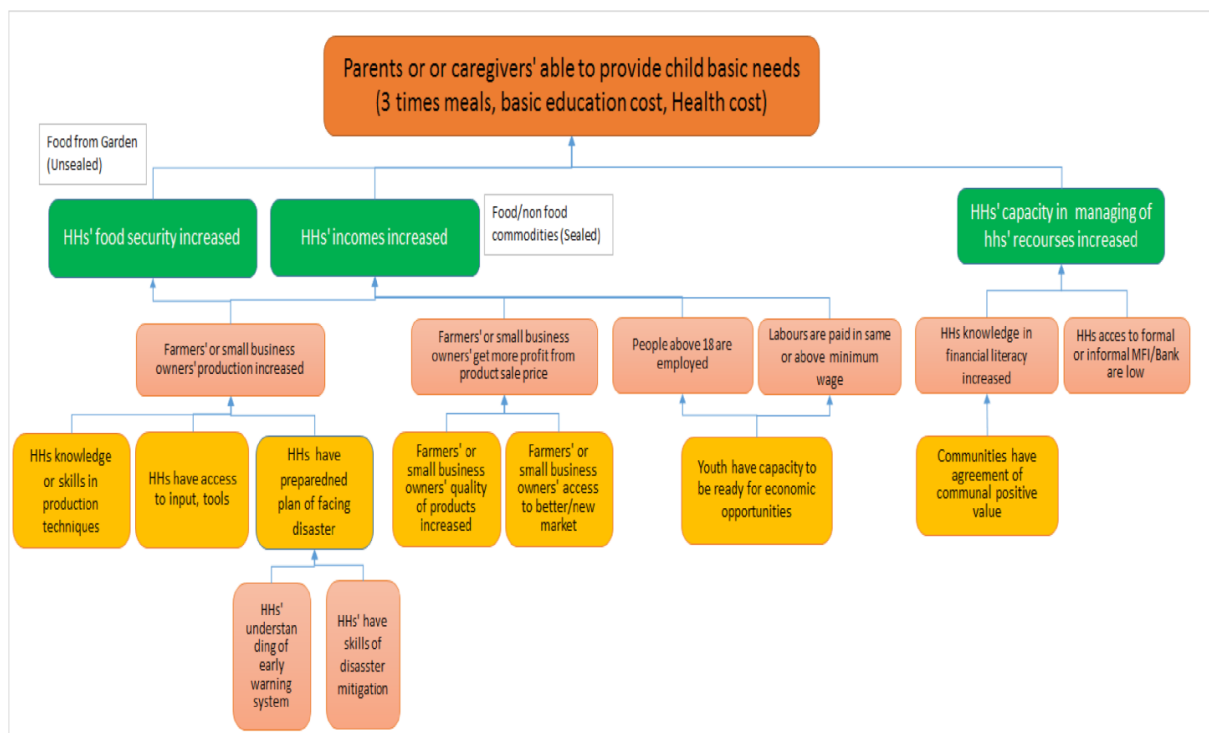 Parents or or caregivers' able to provide child basic needs
(3 times meals, basic education cost, Health cost)
Food from Garden
(Unsealed)
HHs' food security increased
HHs' incomes increased
Food/non food
commodities (Sealed)
HHs' capacity in managing of
hhs' recourses increased
Farmers' or small business
owners' production increased
Farmers' or small business
owners' get more profit from
product sale price
People above 18 are
employed
Labours are paid in same
or above minimum
wage
HHs knowledge in
financial literacy
increased
HHs acces to formal
or informal MFI/Bank
are low
HHs knowledge
or skills in
production
techniques
HHs have access
to input, tools
HHs have
preparedned
plan of facing
disaster
Farmers' or
small business
owners' quality
of products
increased
Farmers' or
small business
owners' access
to better/new
market
Youth have capacity to
be ready for economic
opportunities
Communities have
agreement of
communal positive
value
HHs'
understan
ding of
early
warning
system
HHs' have
skills of
disasster
mitigation